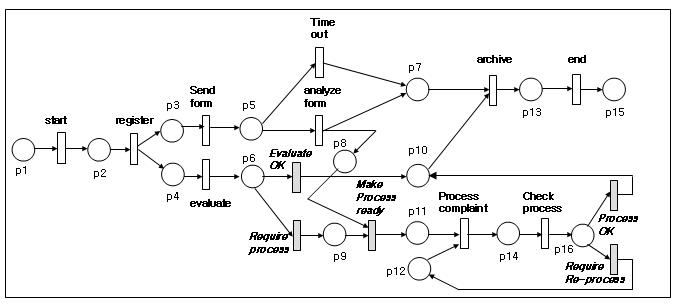 Time
out
p7
archive
end
Send
form
analyze
form
p3
p5
start
register
p13
p15
p8
p10
Evaluate
OK
p6
p1
p2
p4
evaluate
Make
Process
ready
Process
complaint
Check
process
p11
Process
OK
Require
process
p9
p12
p14
p16
Require
Re-process